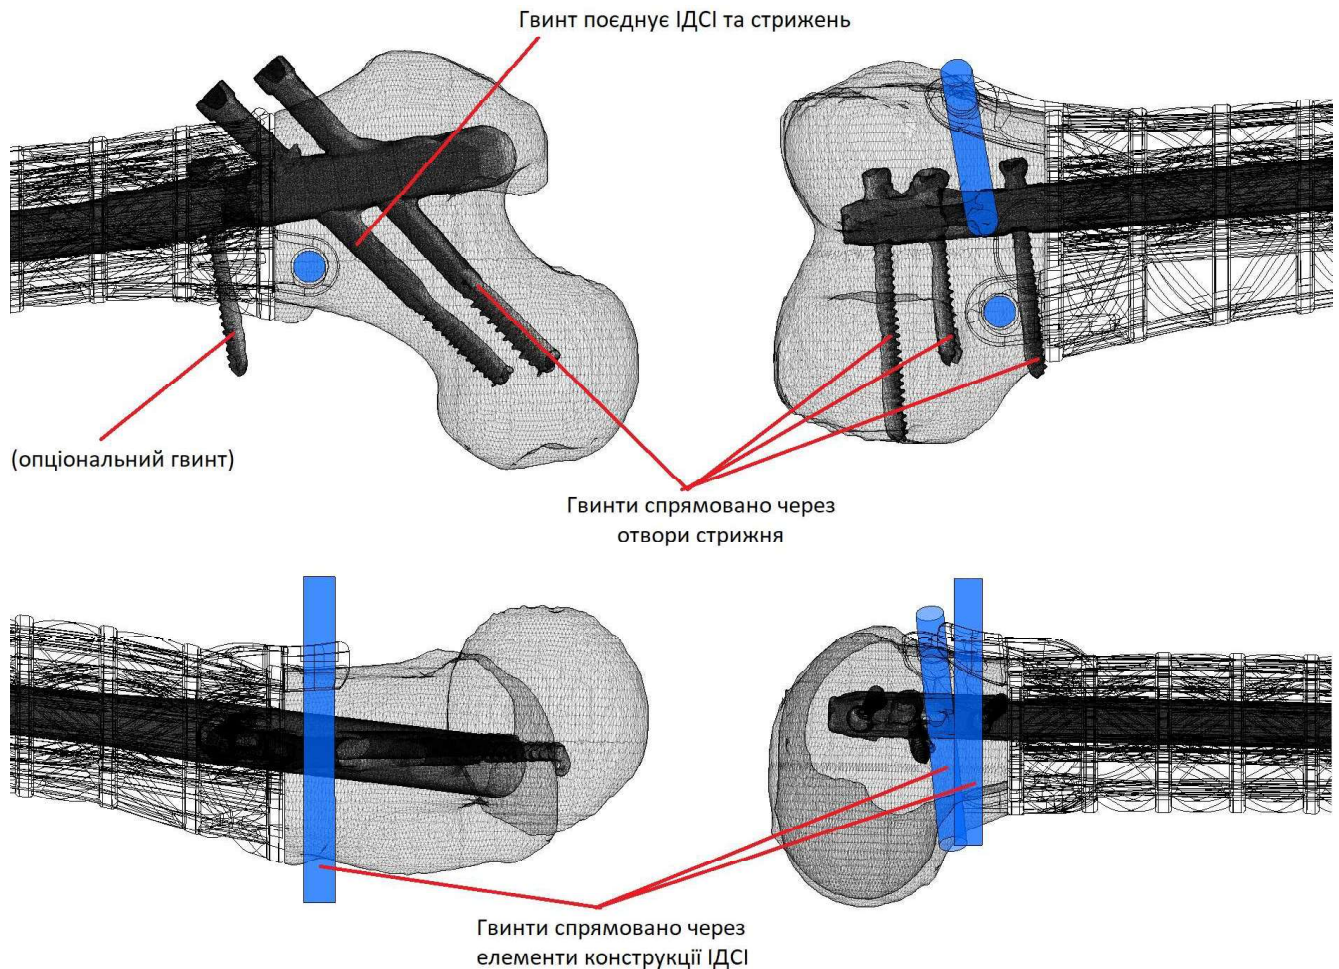 Гвинт поєднує ІДСІ та стрижень
(опціональний гвинт)
Гвинти спрямовано через
отвори стрижня
Гвинти спрямовано через
елементи конструкції ІДСІ